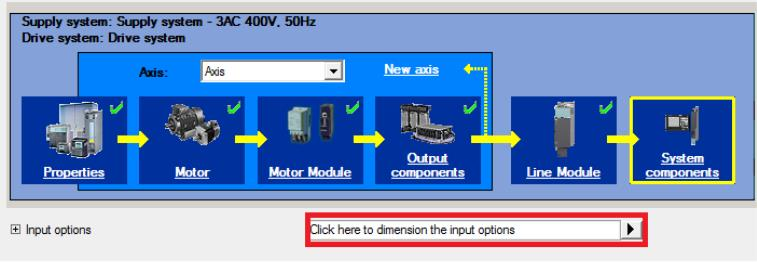 Supply system: Supply system - 3AC 400V, 50Hz
Drive system: Drive system
Axis: Axis New axis
Properties Motor Motor Module Output components Line Module System components
Input options Click here to dimension the input options